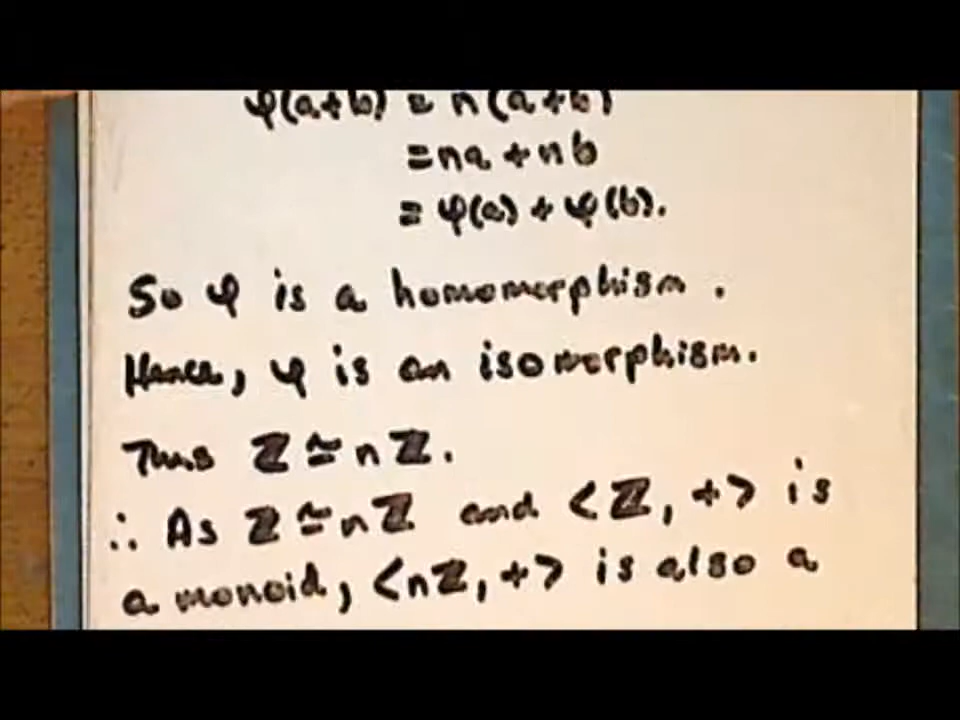 φ(a+b) = n(a+b)
= na + nb
= φ(a) + φ(b).
So φ is a homomorphism.
Hence, φ is an isomorphism.
Thus ℤ ≅ nℤ.
∴ As ℤ ≅ nℤ and <ℤ, +> is
a monoid, <nℤ, +> is also a